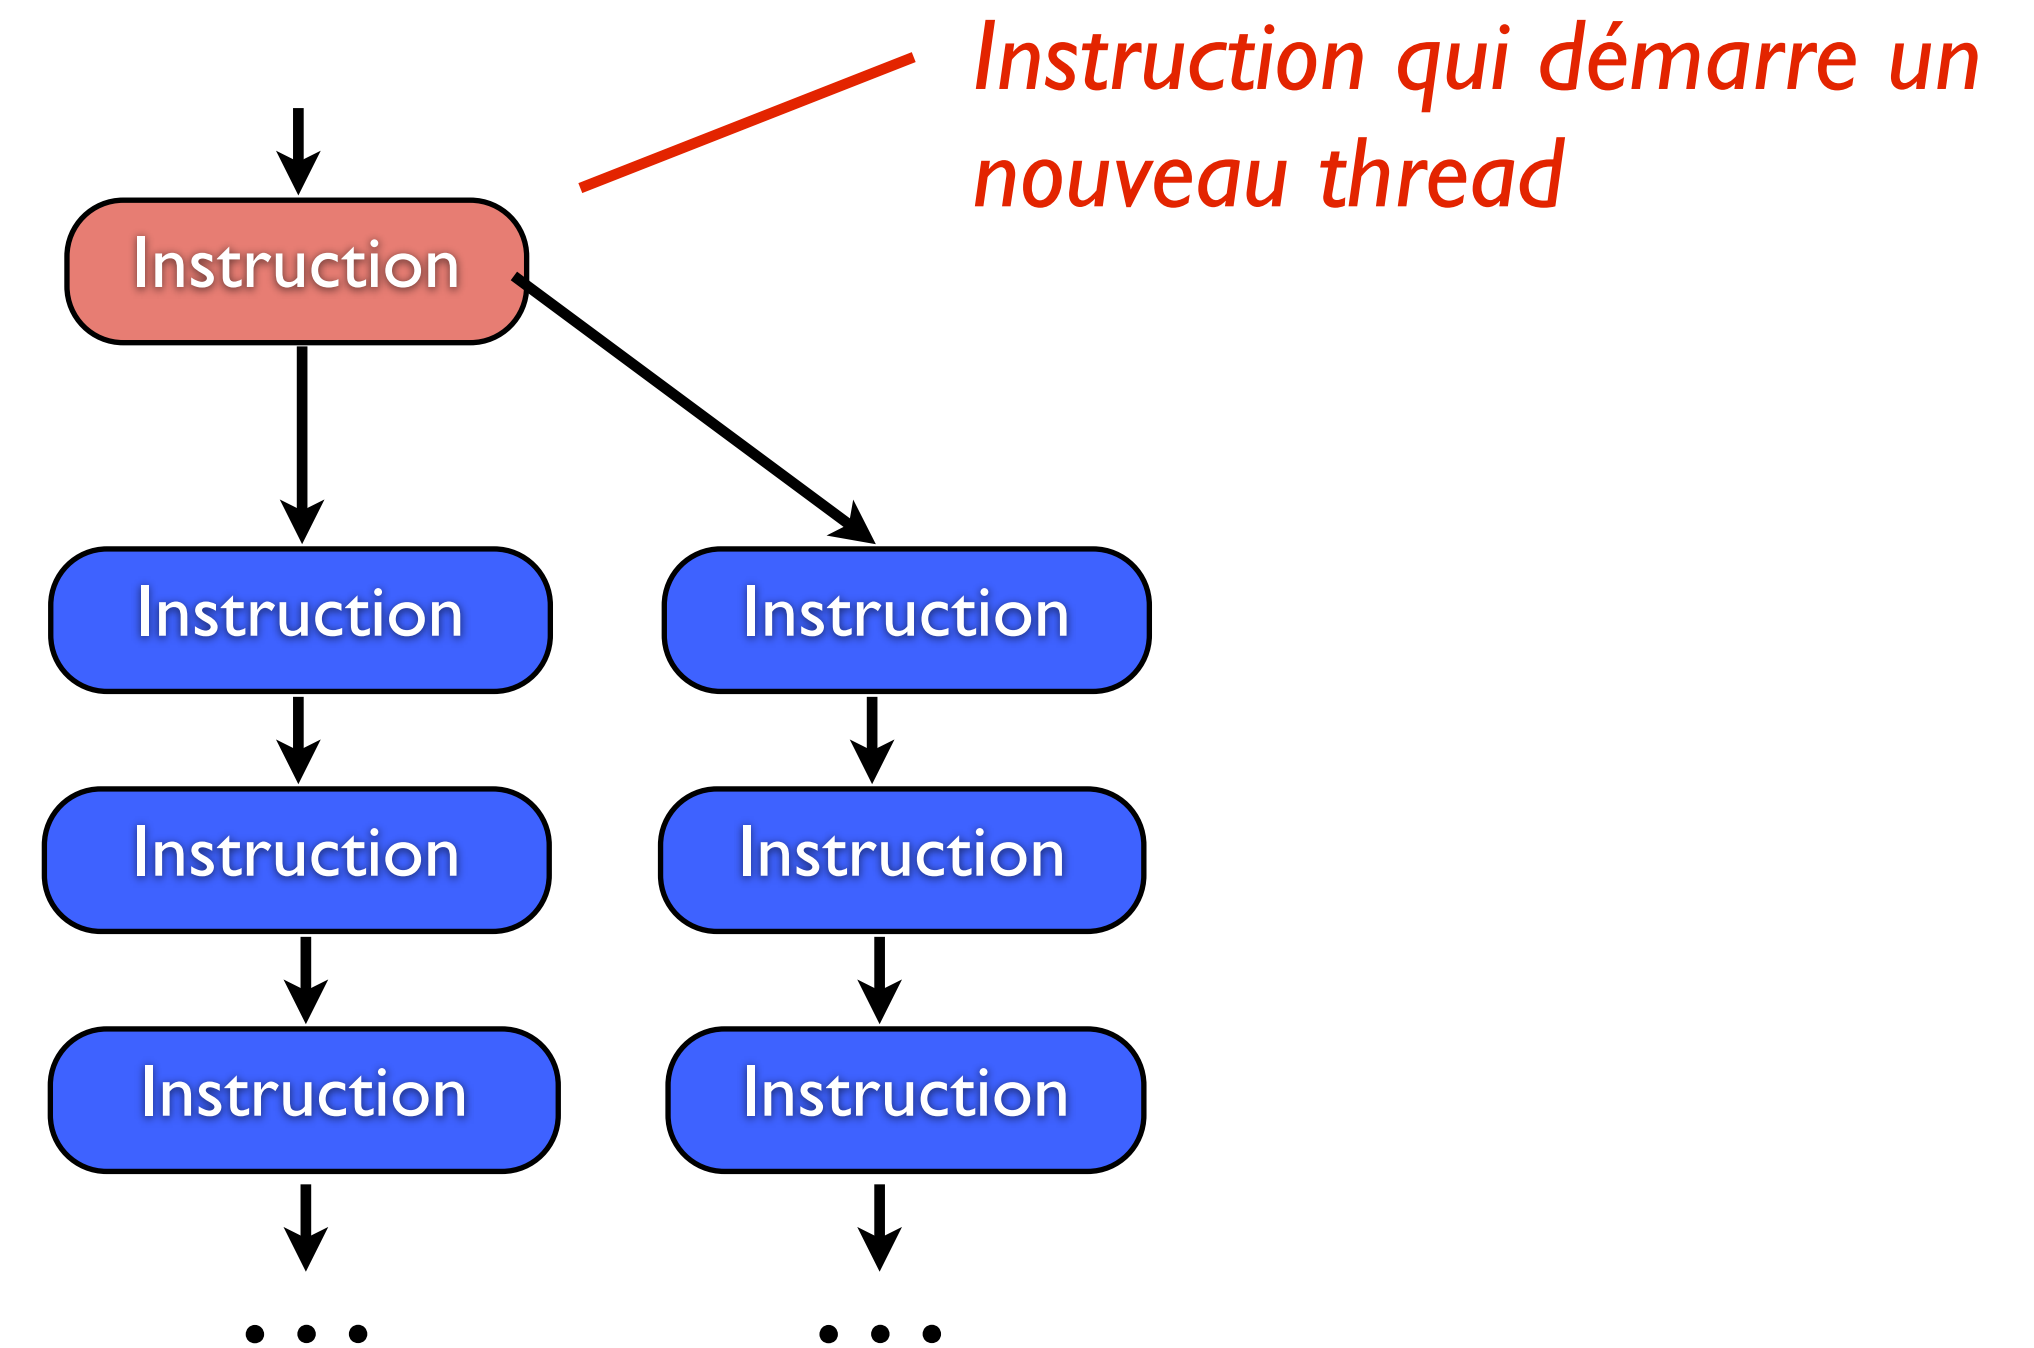 Instruction qui démarre un
nouveau thread
Instruction
Instruction
Instruction
Instruction
Instruction
Instruction
Instruction
. . .
. . .